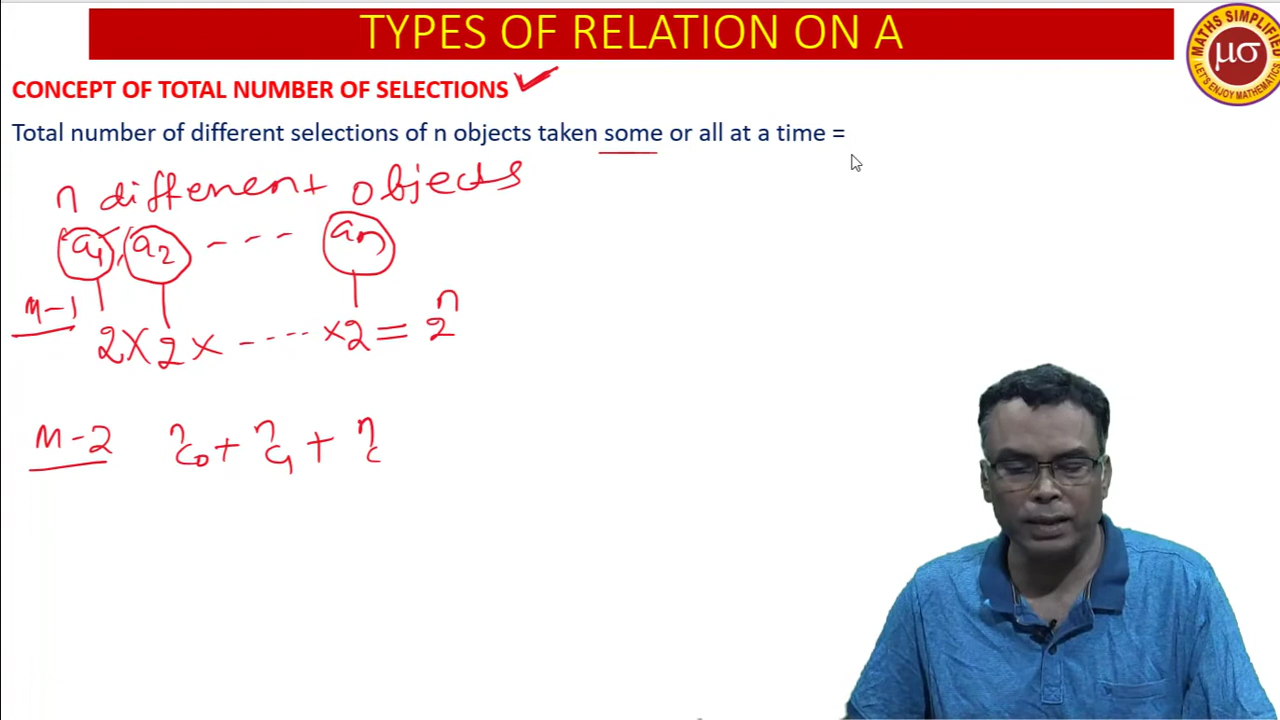 TYPES OF RELATION ON A
MATHS SIMPLIFIED
μσ
LET'S ENJOY MATHEMATICS
CONCEPT OF TOTAL NUMBER OF SELECTIONS ✓
Total number of different selections of n objects taken some or all at a time =
n different objects
a₁, a₂ - - - aₙ
M-1
2 × 2 × - - - - - × 2 = 2ⁿ
M-2 ⁿC₀ + ⁿC₁ + ⁿC